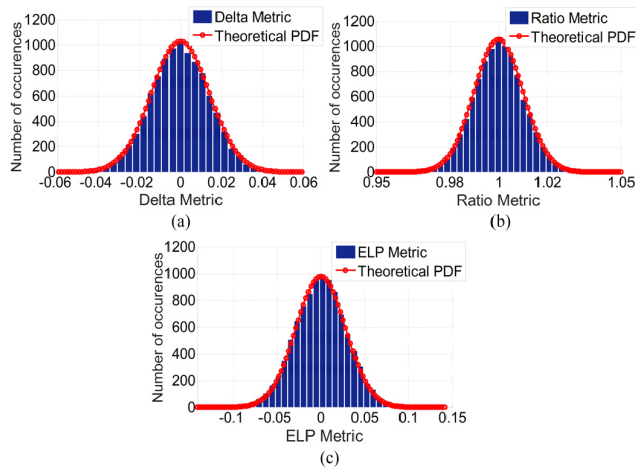 1200
1000
800
600
400
200
0
Number of occurences
Delta Metric
Theoretical PDF
-0.06 -0.04 -0.02 0 0.02 0.04 0.06
Delta Metric
(a)
1200
1000
800
600
400
200
0
Number of occurences
Ratio Metric
Theoretical PDF
0.95 0.98 1 1.02 1.05
Ratio Metric
(b)
1200
1000
800
600
400
200
0
Number of occurences
ELP Metric
Theoretical PDF
-0.1 -0.05 0 0.05 0.1 0.15
ELP Metric
(c)